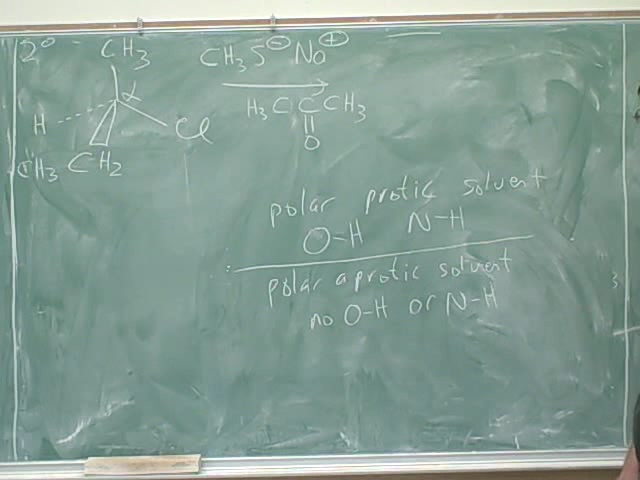 2°
CH3
CH3S⊖ Na⊕
α
H
Cl
CH3 CH2
H3C C CH3
O
polar protic solvent
O-H N-H
polar aprotic solvent
no O-H or N-H